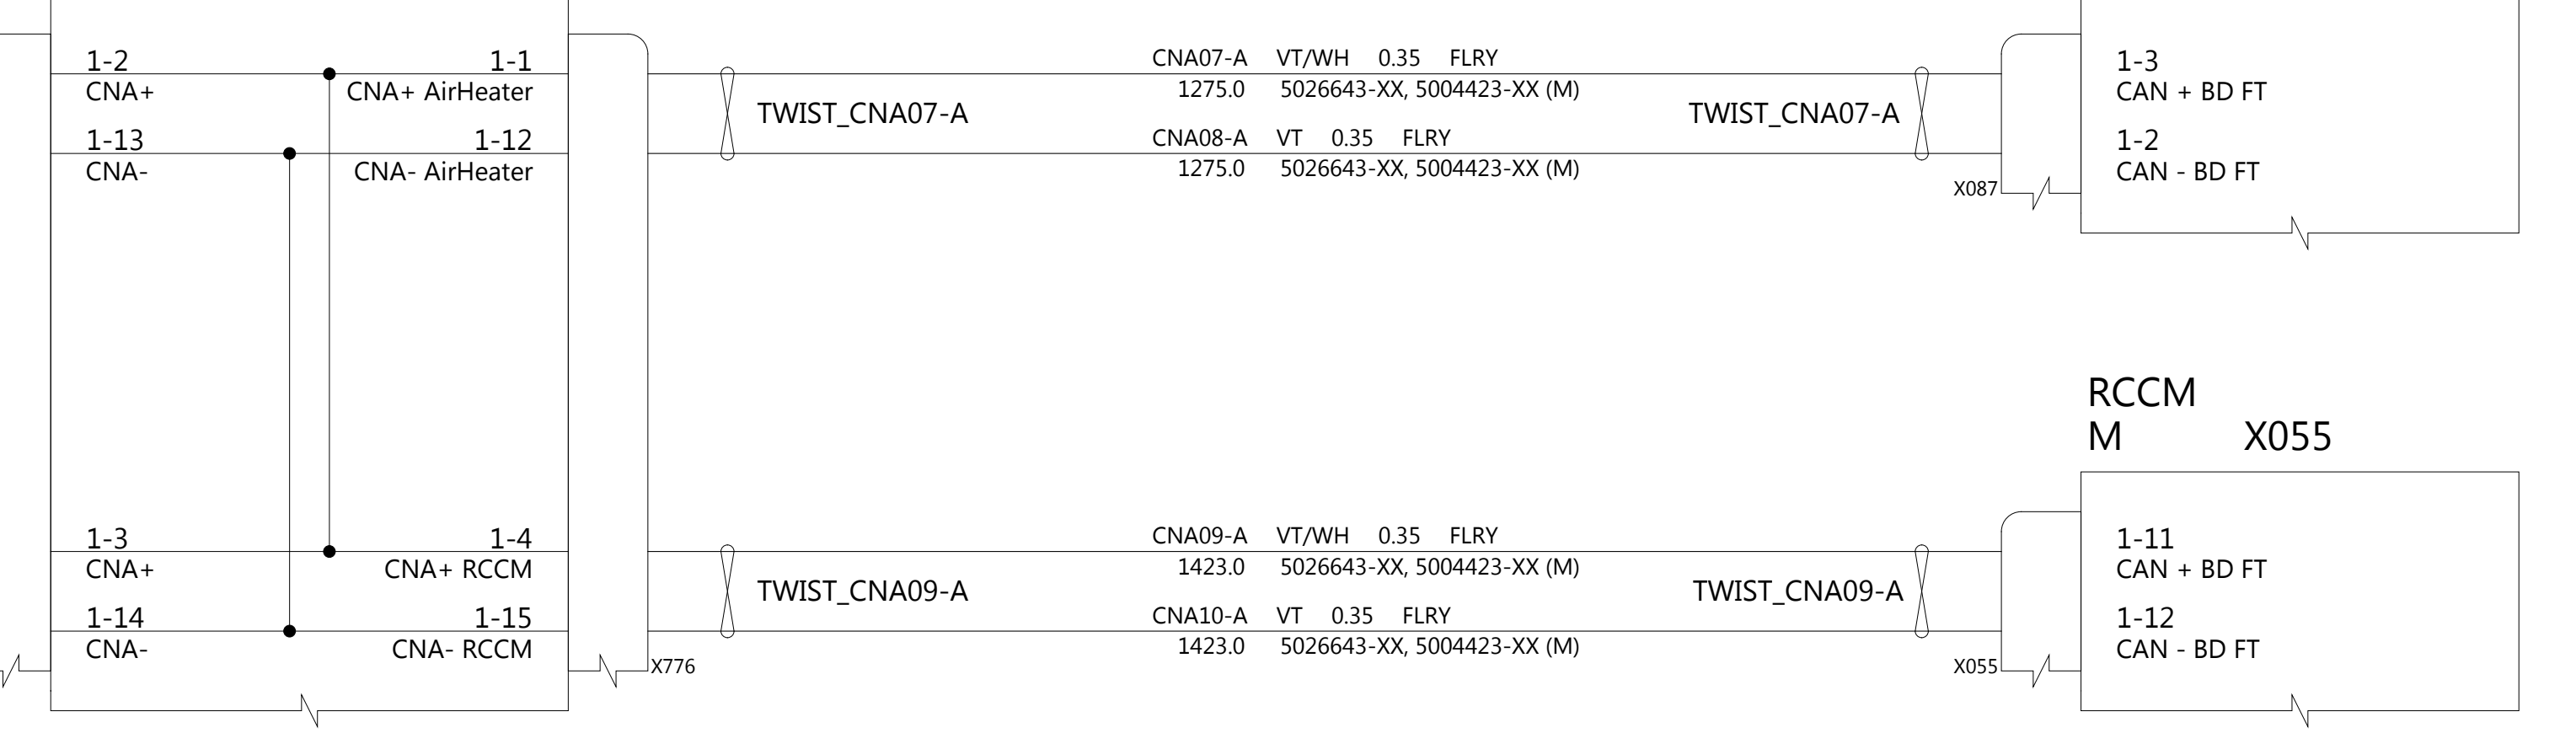 1-2 1-1
CNA+ CNA+ AirHeater
1-13 1-12
CNA- CNA- AirHeater
1-3 1-4
CNA+ CNA+ RCCM
1-14 1-15
CNA- CNA- RCCM
X776
CNA07-A VT/WH 0.35 FLRY
1275.0 5026643-XX, 5004423-XX (M)
TWIST_CNA07-A TWIST_CNA07-A
CNA08-A VT 0.35 FLRY
1275.0 5026643-XX, 5004423-XX (M)
X087
1-3
CAN + BD FT
1-2
CAN - BD FT
CNA09-A VT/WH 0.35 FLRY
1423.0 5026643-XX, 5004423-XX (M)
TWIST_CNA09-A TWIST_CNA09-A
CNA10-A VT 0.35 FLRY
1423.0 5026643-XX, 5004423-XX (M)
X055
RCCM
M X055
1-11
CAN + BD FT
1-12
CAN - BD FT